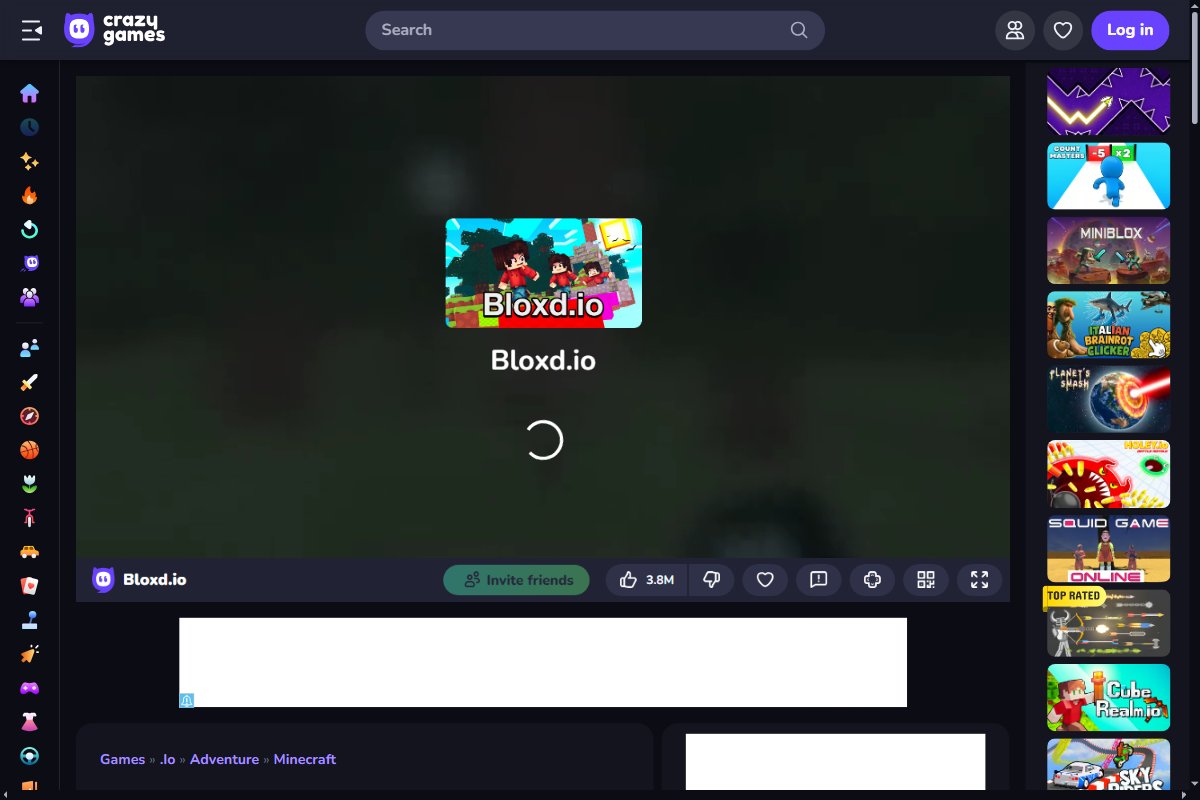 crazy
games
Search
Log in
Bloxd.io
Bloxd.io
Bloxd.io
Invite friends
3.8M
Games » .Io » Adventure » Minecraft
COUNT
MASTERS
-5
x2
MINIBLOX
ITALIAN
BRAINROT
CLICKER
PLANET'S
SMASH
HOLEY.io
SQUID GAME
ONLINE
TOP RATED
Cube
Realm.io
SKY
RIDERS